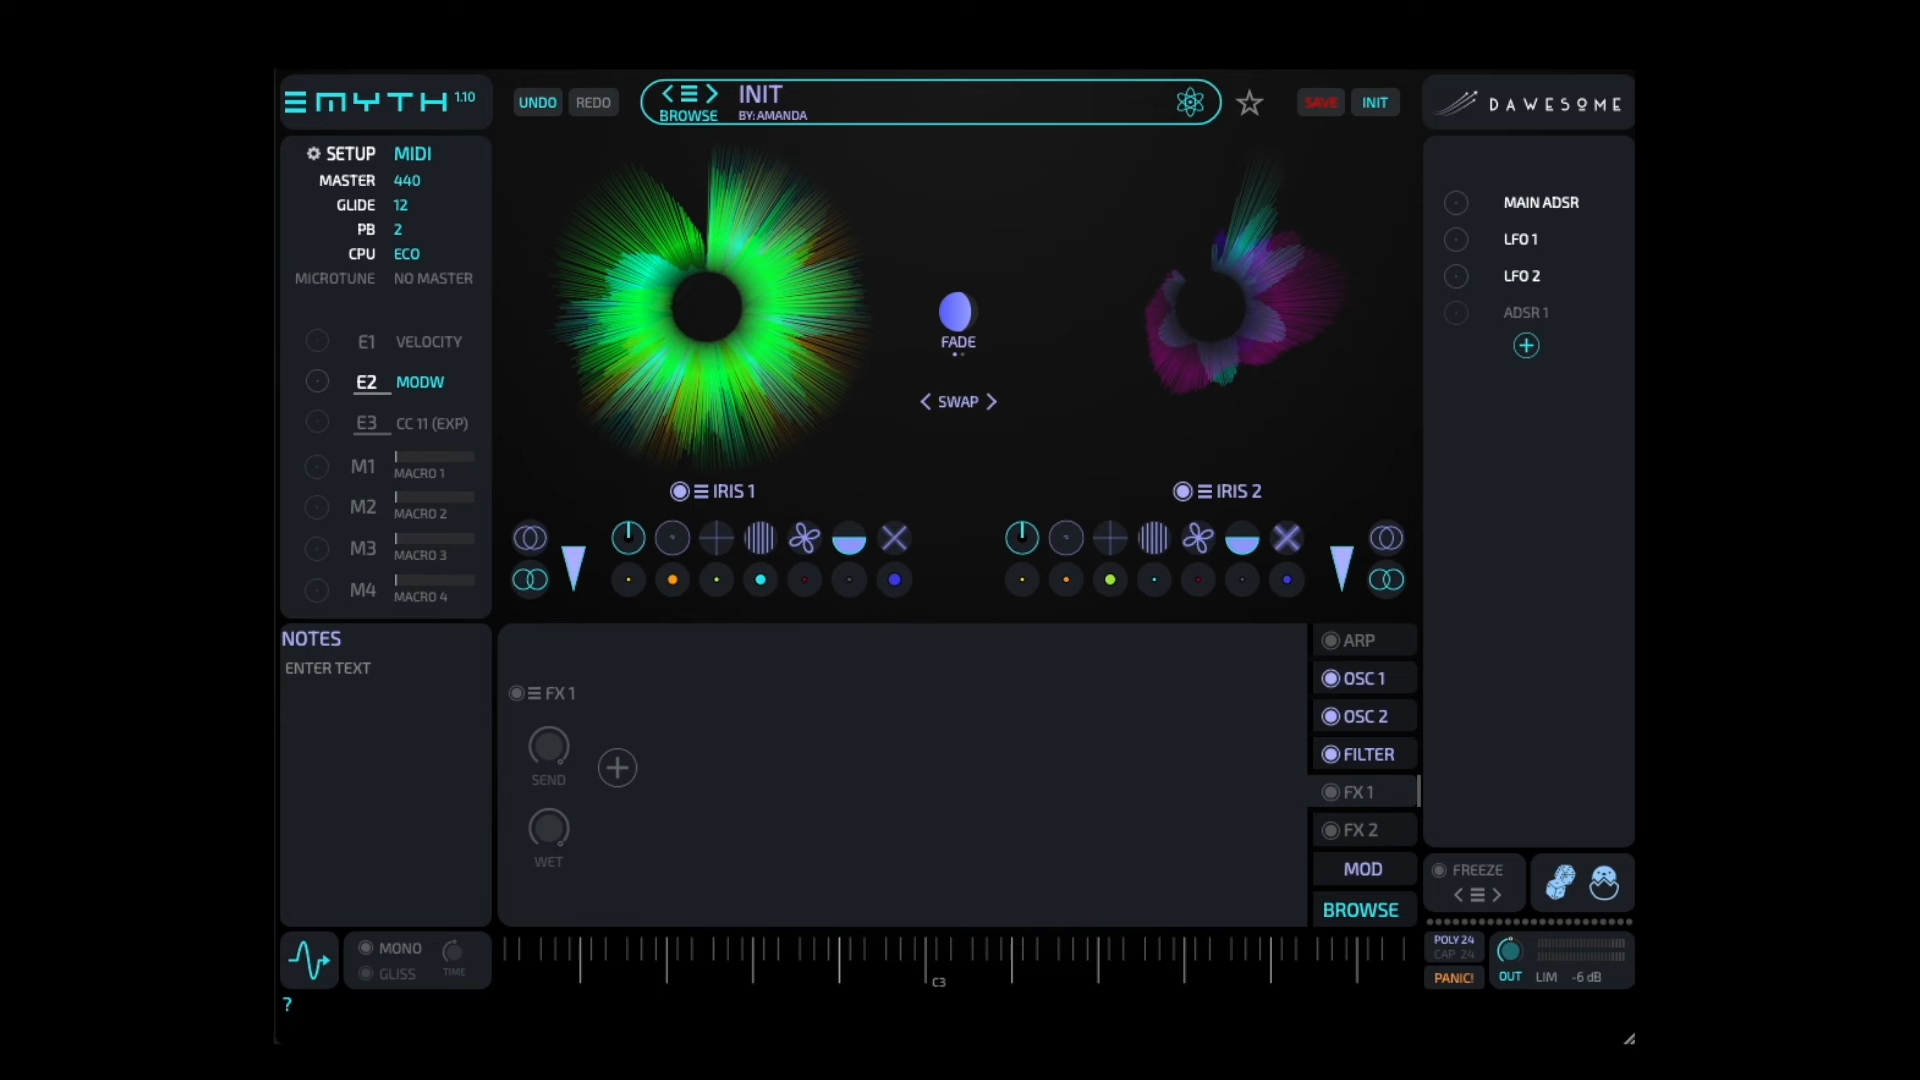 MYTH 1.10
UNDO
REDO
BROWSE
INIT
BY: AMANDA
SAVE
INIT
DAWESOME
SETUP MIDI
MASTER 440
GLIDE 12
PB 2
CPU ECO
MICROTUNE NO MASTER
E1 VELOCITY
E2 MODW
E3 CC 11 (EXP)
M1 MACRO 1
M2 MACRO 2
M3 MACRO 3
M4 MACRO 4
FADE
< SWAP >
IRIS 1
IRIS 2
MAIN ADSR
LFO 1
LFO 2
ADSR 1
NOTES
ENTER TEXT
FX 1
SEND
WET
ARP
OSC 1
OSC 2
FILTER
FX 1
FX 2
MOD
BROWSE
FREEZE
MONO
GLISS
TIME
C3
POLY 24
CAP 24
PANIC!
OUT LIM -6 dB
?